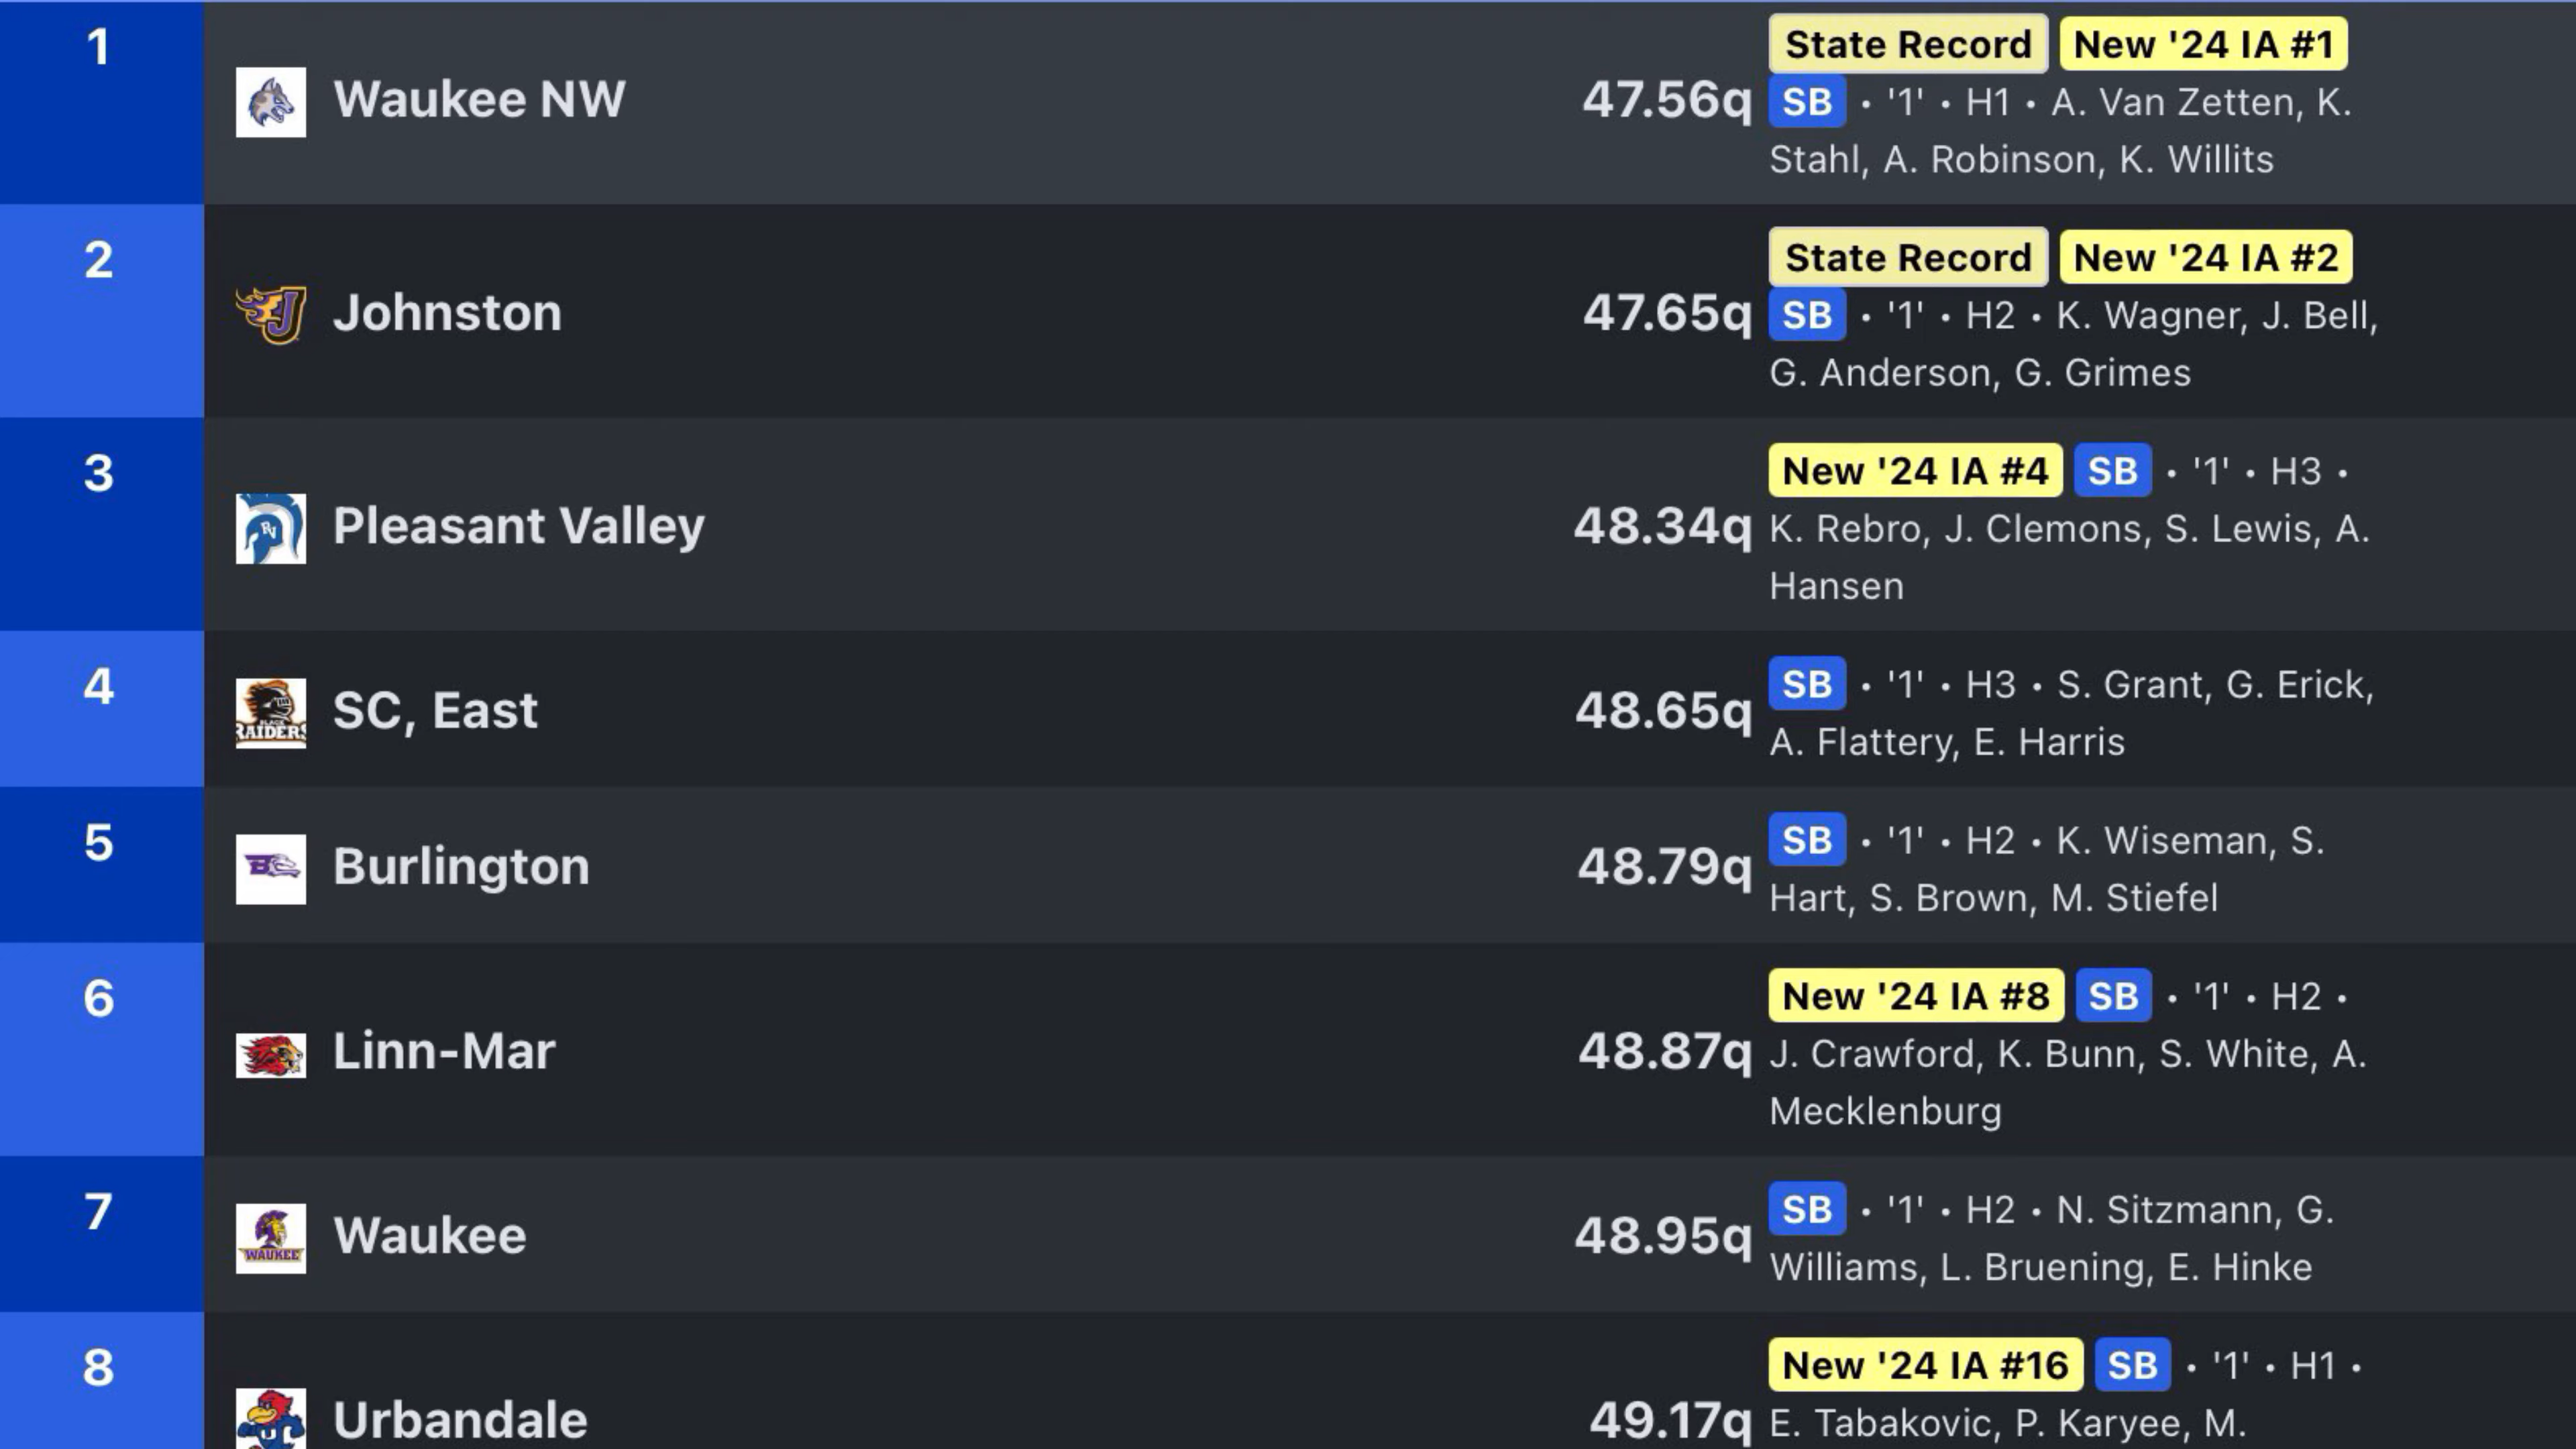 1
Waukee NW
47.56q
State Record New '24 IA #1
SB • '1' • H1 • A. Van Zetten, K.
Stahl, A. Robinson, K. Willits
2
J
Johnston
47.65q
State Record New '24 IA #2
SB • '1' • H2 • K. Wagner, J. Bell,
G. Anderson, G. Grimes
3
PV
Pleasant Valley
48.34q
New '24 IA #4 SB • '1' • H3 •
K. Rebro, J. Clemons, S. Lewis, A.
Hansen
4
RAIDERS
SC, East
48.65q
SB • '1' • H3 • S. Grant, G. Erick,
A. Flattery, E. Harris
5
B
Burlington
48.79q
SB • '1' • H2 • K. Wiseman, S.
Hart, S. Brown, M. Stiefel
6
Linn-Mar
48.87q
New '24 IA #8 SB • '1' • H2 •
J. Crawford, K. Bunn, S. White, A.
Mecklenburg
7
WAUKEE
Waukee
48.95q
SB • '1' • H2 • N. Sitzmann, G.
Williams, L. Bruening, E. Hinke
8
U
Urbandale
49.17q
New '24 IA #16 SB • '1' • H1 •
E. Tabakovic, P. Karyee, M.